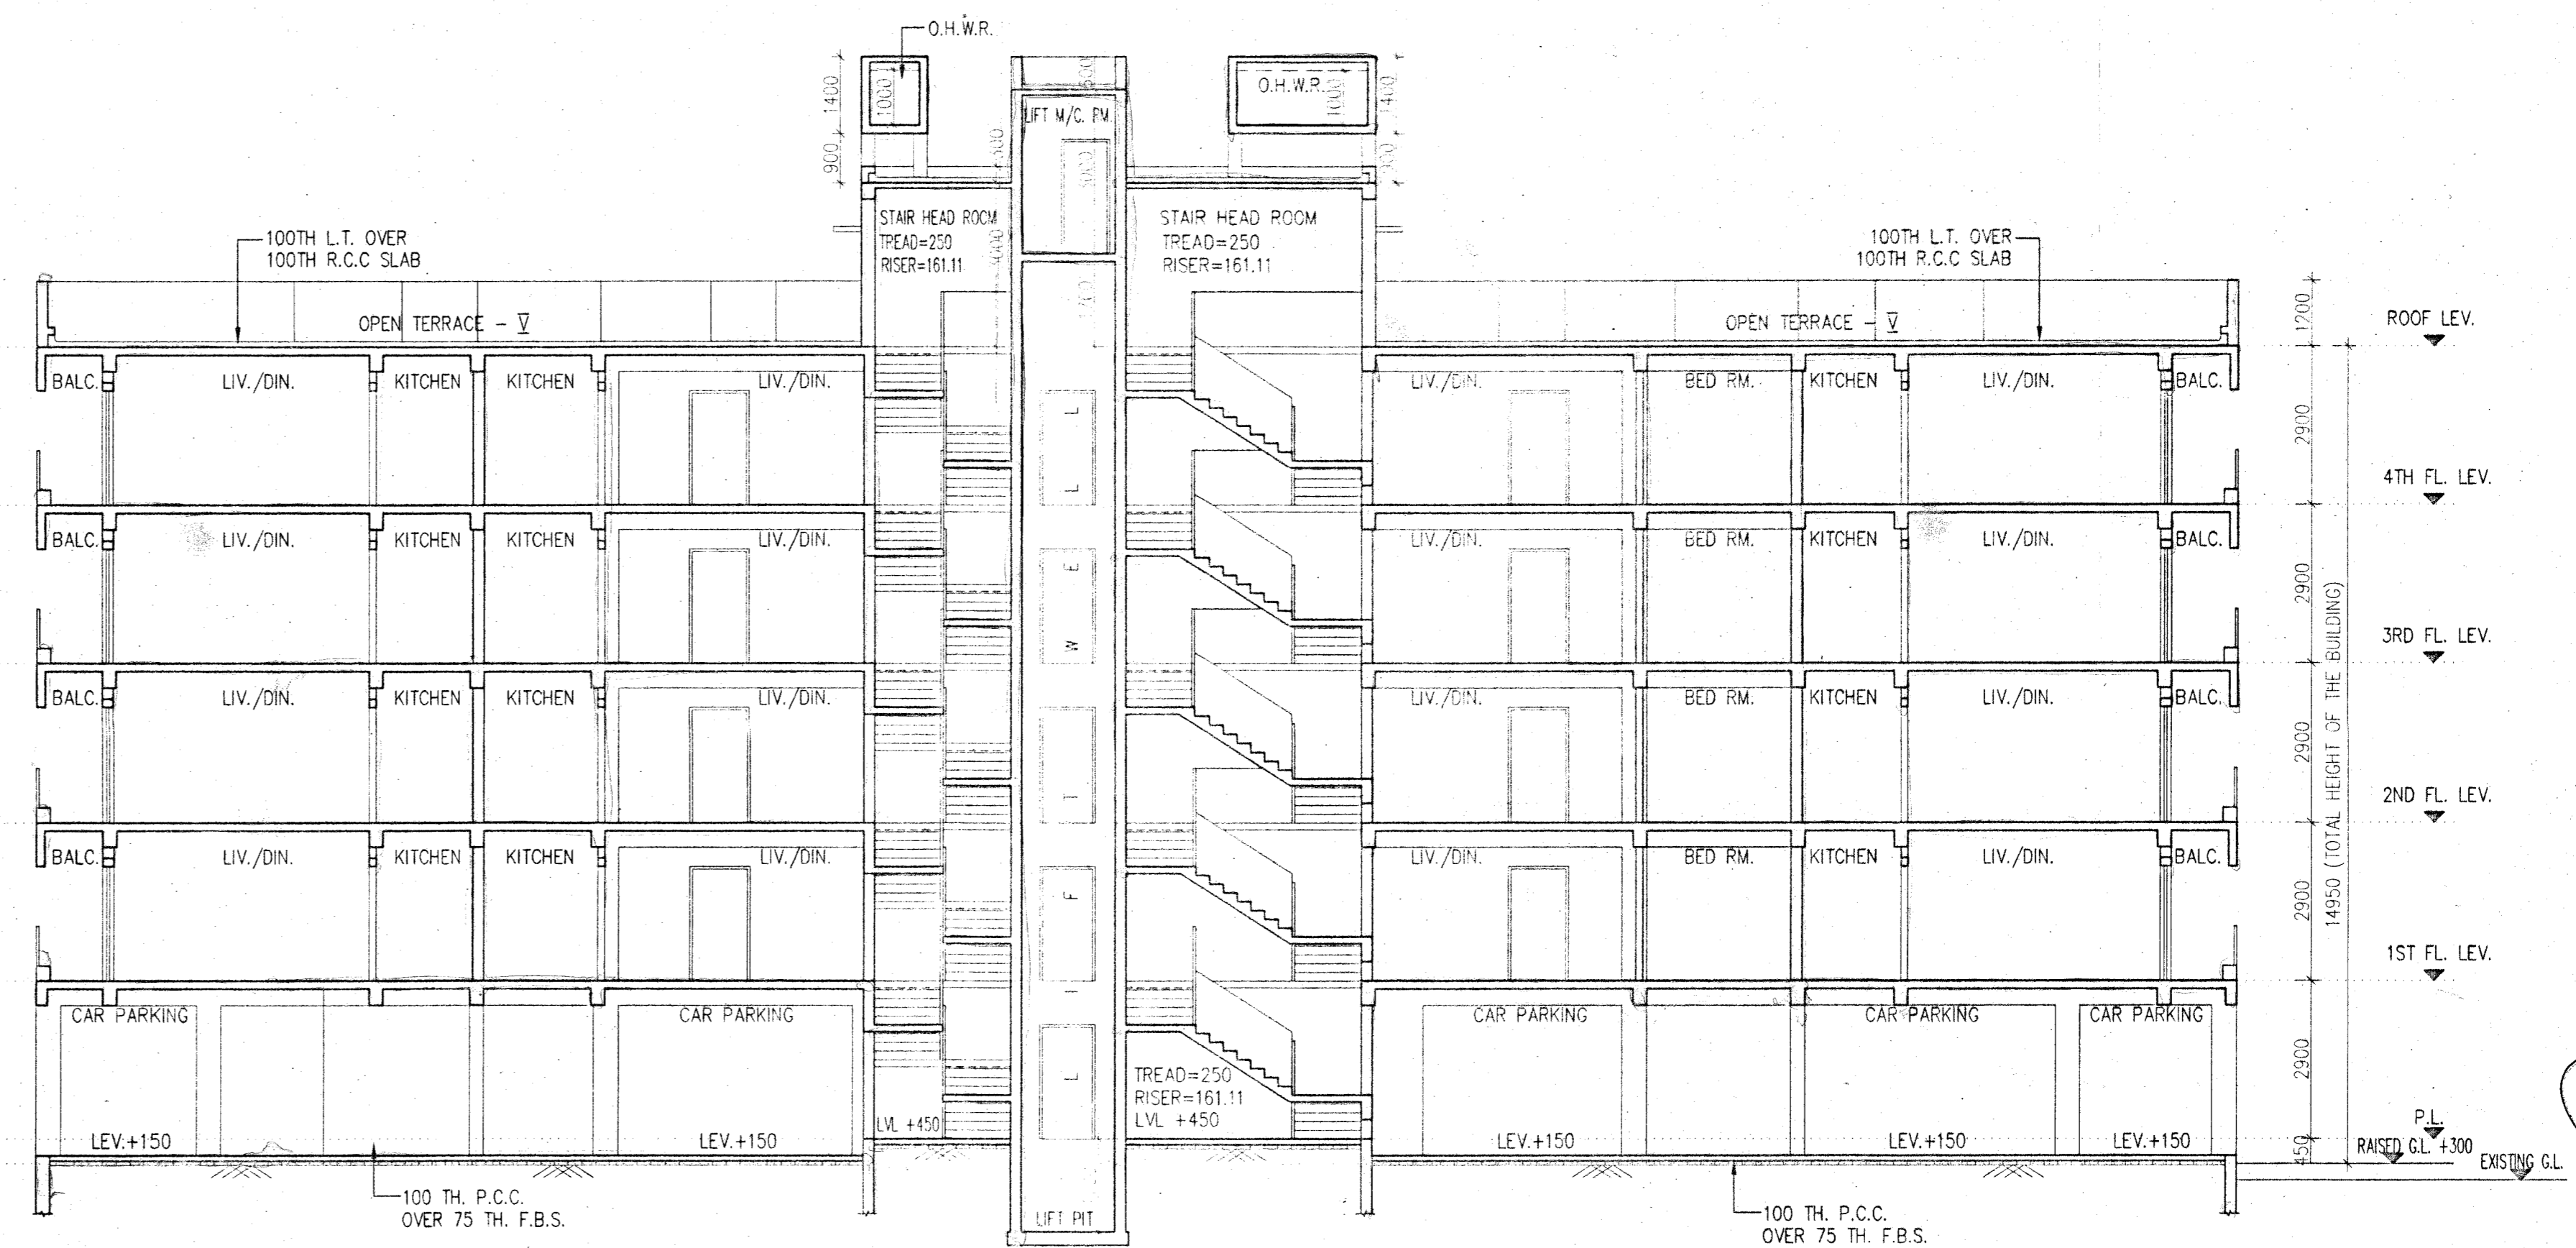 O.H.W.R.
1400
1000
900
LIFT M/C. RM.
O.H.W.R.
1000
1400
900
STAIR HEAD ROOM
TREAD=250
RISER=161.11
STAIR HEAD ROOM
TREAD=250
RISER=161.11
100TH L.T. OVER
100TH R.C.C SLAB
100TH L.T. OVER
100TH R.C.C SLAB
OPEN TERRACE - V
OPEN TERRACE - V
1200
ROOF LEV.
BALC. LIV./DIN. KITCHEN KITCHEN LIV./DIN. LIV./DIN. BED RM. KITCHEN LIV./DIN. BALC.
2900
4TH FL. LEV.
BALC. LIV./DIN. KITCHEN KITCHEN LIV./DIN. LIV./DIN. BED RM. KITCHEN LIV./DIN. BALC.
2900
3RD FL. LEV.
BALC. LIV./DIN. KITCHEN KITCHEN LIV./DIN. LIV./DIN. BED RM. KITCHEN LIV./DIN. BALC.
2900
2ND FL. LEV.
BALC. LIV./DIN. KITCHEN KITCHEN LIV./DIN. LIV./DIN. BED RM. KITCHEN LIV./DIN. BALC.
2900
1ST FL. LEV.
LIFT WELL
14950 (TOTAL HEIGHT OF THE BUILDING)
CAR PARKING CAR PARKING CAR PARKING CAR PARKING CAR PARKING
2900
TREAD=250
RISER=161.11
LVL +450
LVL +450
LEV.+150 LEV.+150 LEV.+150 LEV.+150 LEV.+150
450
P.L.
RAISED G.L. +300
EXISTING G.L.
100 TH. P.C.C.
OVER 75 TH. F.B.S.
LIFT PIT
100 TH. P.C.C.
OVER 75 TH. F.B.S.